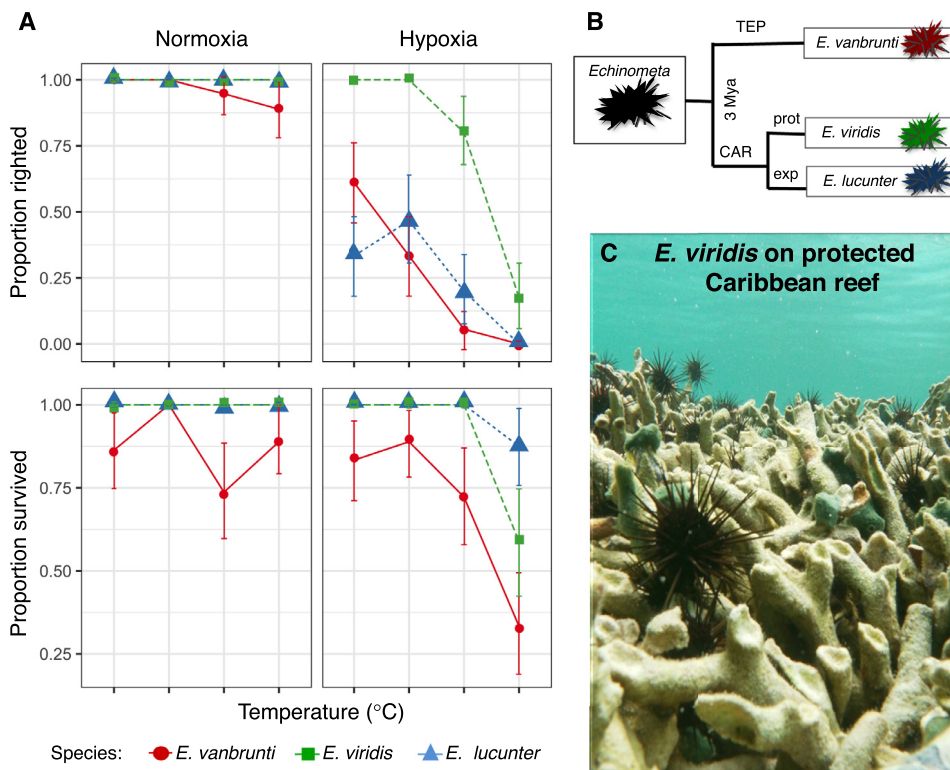 A
Normoxia
Hypoxia
Proportion righted
1.00
0.75
0.50
0.25
0.00
Proportion survived
1.00
0.75
0.50
0.25
Temperature (°C)
Species: E. vanbrunti E. viridis E. lucunter
B
Echinometa
3 Mya
TEP
E. vanbrunti
CAR
prot
E. viridis
exp
E. lucunter
C E. viridis on protected
Caribbean reef